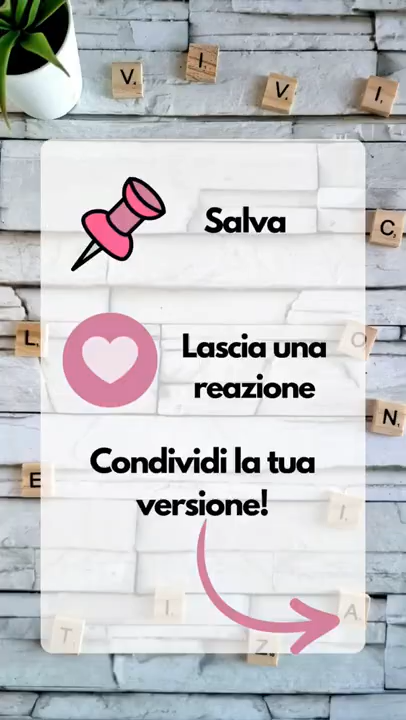 V I V I
Salva
C
L
O
Lascia una
reazione
N
Condividi la tua
E
versione!
I
I
A
T
Z